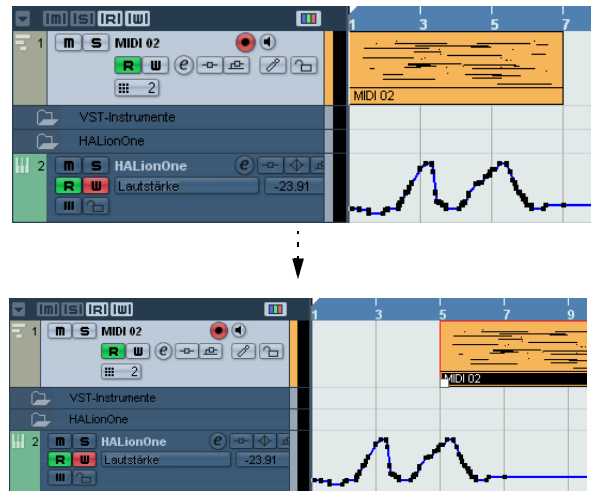 m S R W
1 3 5 7
1 m S MIDI 02
R W e
2
MIDI 02
VST-Instrumente
HALionOne
2 m S HALionOne e
R W Lautstärke -23.91
m S R W
1 3 5 7 9
1 m S MIDI 02
R W e
2
MIDI 02
VST-Instrumente
HALionOne
2 m S HALionOne e
R W Lautstärke -23.91